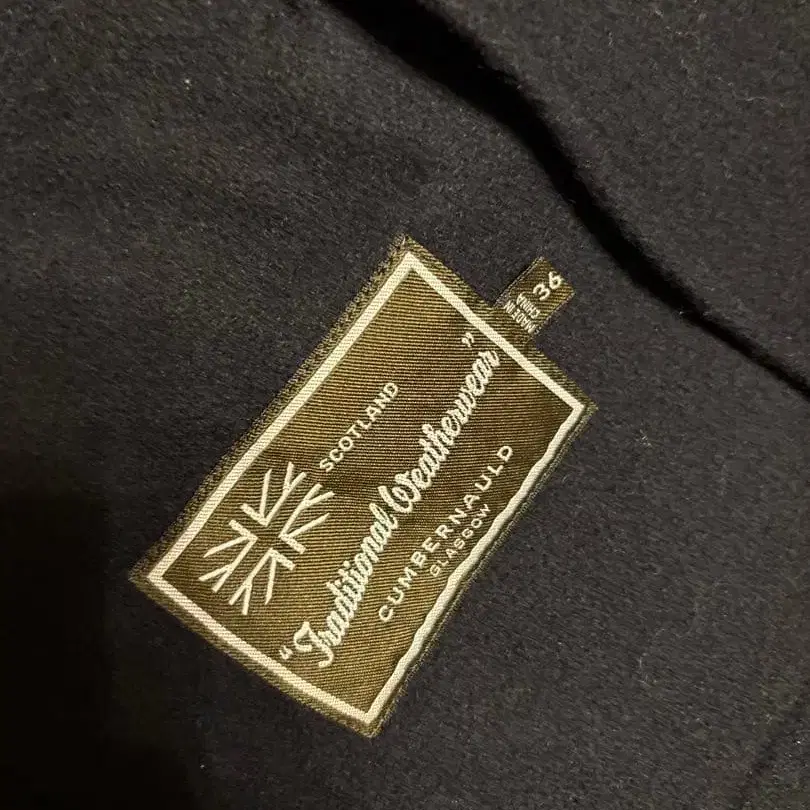 SCOTLAND
"Traditional Weatherwear"
CUMBERNAULD
GLASGOW
36